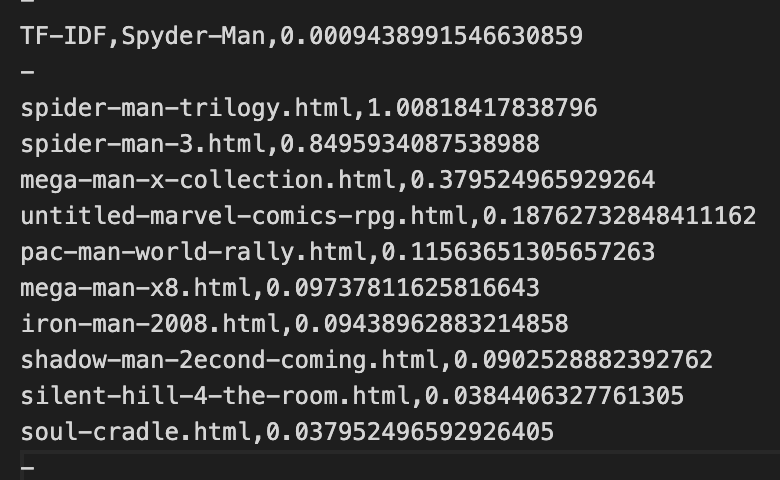 -
TF-IDF,Spyder-Man,0.0009438991546630859
-
spider-man-trilogy.html,1.00818417838796
spider-man-3.html,0.8495934087538988
mega-man-x-collection.html,0.379524965929264
untitled-marvel-comics-rpg.html,0.18762732848411162
pac-man-world-rally.html,0.11563651305657263
mega-man-x8.html,0.09737811625816643
iron-man-2008.html,0.09438962883214858
shadow-man-2econd-coming.html,0.0902528882392762
silent-hill-4-the-room.html,0.0384406327761305
soul-cradle.html,0.037952496592926405
-